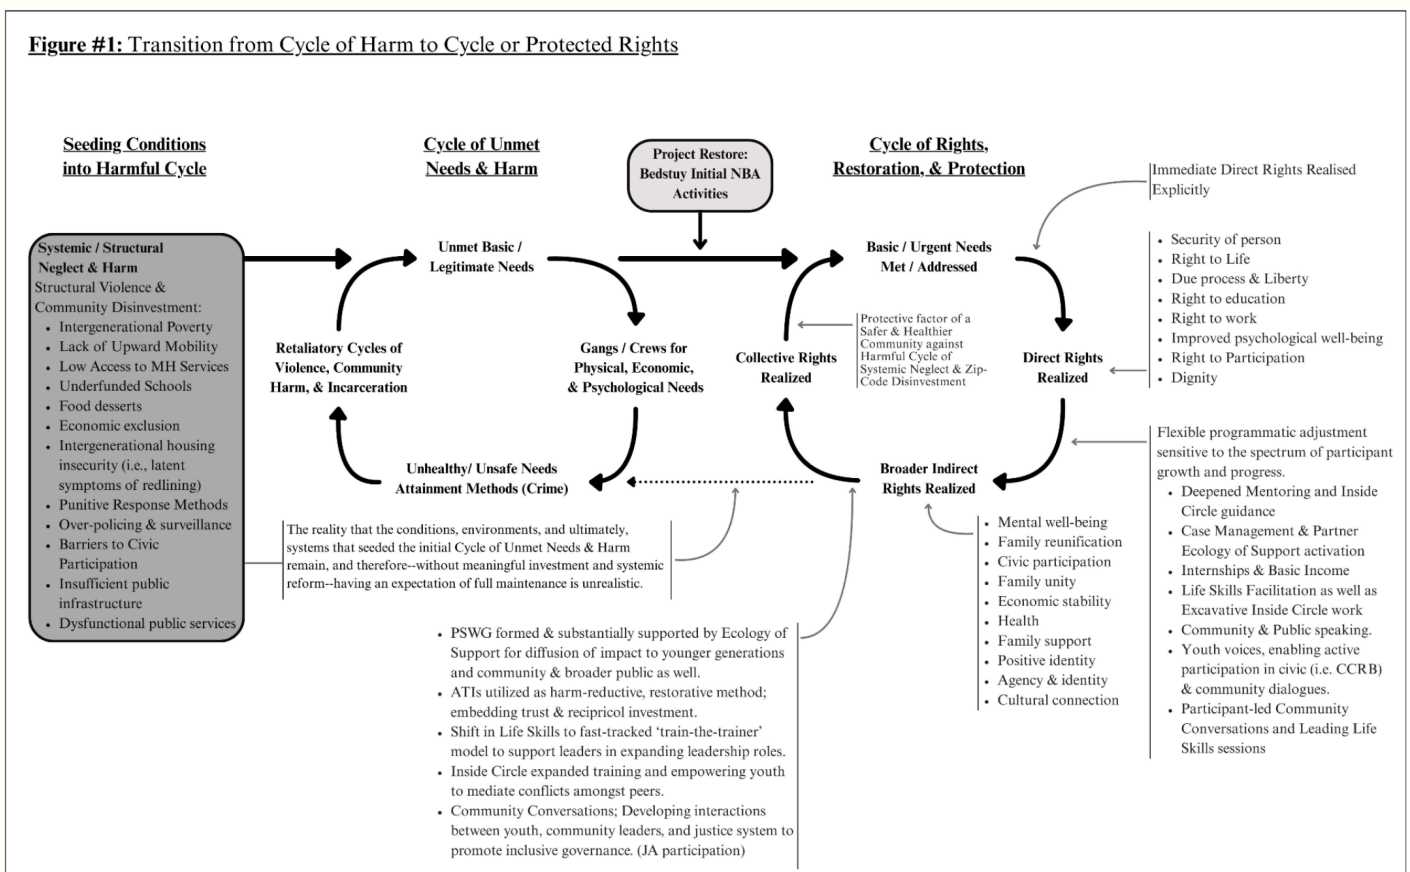 Figure #1: Transition from Cycle of Harm to Cycle or Protected Rights
Seeding Conditions
into Harmful Cycle
Cycle of Unmet
Needs & Harm
Project Restore:
Bedstuy Initial NBA
Activities
Cycle of Rights,
Restoration, & Protection
Immediate Direct Rights Realised
Explicitly
Systemic / Structural
Neglect & Harm
Structural Violence &
Community Disinvestment:
• Intergenerational Poverty
• Lack of Upward Mobility
• Low Access to MH Services
• Underfunded Schools
• Food desserts
• Economic exclusion
• Intergenerational housing
insecurity (i.e., latent
symptoms of redlining)
• Punitive Response Methods
• Over-policing & surveillance
• Barriers to Civic
Participation
• Insufficient public
infrastructure
• Dysfunctional public services
Unmet Basic /
Legitimate Needs
Retaliatory Cycles of
Violence, Community
Harm, & Incarceration
Gangs / Crews for
Physical, Economic,
& Psychological Needs
Unhealthy/ Unsafe Needs
Attainment Methods (Crime)
Basic / Urgent Needs
Met / Addressed
Protective factor of a
Safer & Healthier
Community against
Harmful Cycle of
Systemic Neglect & Zip-
Code Disinvestment
Collective Rights
Realized
Direct Rights
Realized
Broader Indirect
Rights Realized
• Security of person
• Right to Life
• Due process & Liberty
• Right to education
• Right to work
• Improved psychological well-being
• Right to Participation
• Dignity
Flexible programmatic adjustment
sensitive to the spectrum of participant
growth and progress.
• Deepened Mentoring and Inside
Circle guidance
• Case Management & Partner
Ecology of Support activation
• Internships & Basic Income
• Life Skills Facilitation as well as
Excavative Inside Circle work
• Community & Public speaking.
• Youth voices, enabling active
participation in civic (i.e. CCRB)
& community dialogues.
• Participant-led Community
Conversations and Leading Life
Skills sessions
The reality that the conditions, environments, and ultimately,
systems that seeded the initial Cycle of Unmet Needs & Harm
remain, and therefore--without meaningful investment and systemic
reform--having an expectation of full maintenance is unrealistic.
• Mental well-being
• Family reunification
• Civic participation
• Family unity
• Economic stability
• Health
• Family support
• Positive identity
• Agency & identity
• Cultural connection
• PSWG formed & substantially supported by Ecology of
Support for diffusion of impact to younger generations
and community & broader public as well.
• ATIs utilized as harm-reductive, restorative method;
embedding trust & recipricol investment.
• Shift in Life Skills to fast-tracked ‘train-the-trainer’
model to support leaders in expanding leadership roles.
• Inside Circle expanded training and empowering youth
to mediate conflicts amongst peers.
• Community Conversations; Developing interactions
between youth, community leaders, and justice system to
promote inclusive governance. (JA participation)